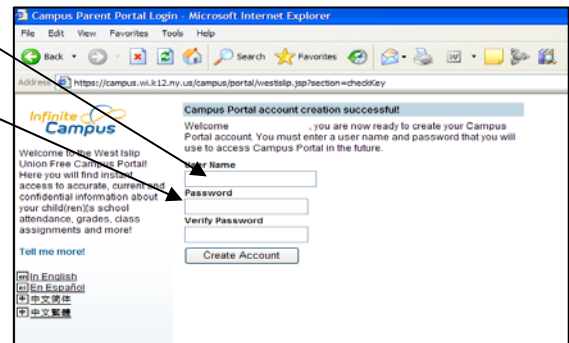 Campus Parent Portal Login - Microsoft Internet Explorer
File Edit View Favorites Tools Help
Back Search Favorites
Address https://campus.wi.k12.ny.us/campus/portal/westislip.jsp?section=checkKey
Infinite Campus
Welcome to the West Islip
Union Free Campus Portal!
Here you will find instant
access to accurate, current and
confidential information about
your child(ren)'s school
attendance, grades, class
assignments and more!
Tell me more!
en In English
es En Español
中 中文简体
中 中文繁體
Campus Portal account creation successful!
Welcome , you are now ready to create your Campus
Portal account. You must enter a user name and password that you will
use to access Campus Portal in the future.
User Name
Password
Verify Password
Create Account